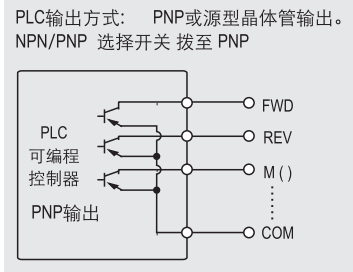 PLC输出方式: PNP或源型晶体管输出。
NPN/PNP 选择开关 拨至 PNP
FWD
PLC
可编程
控制器
PNP输出
REV
M ( )
COM